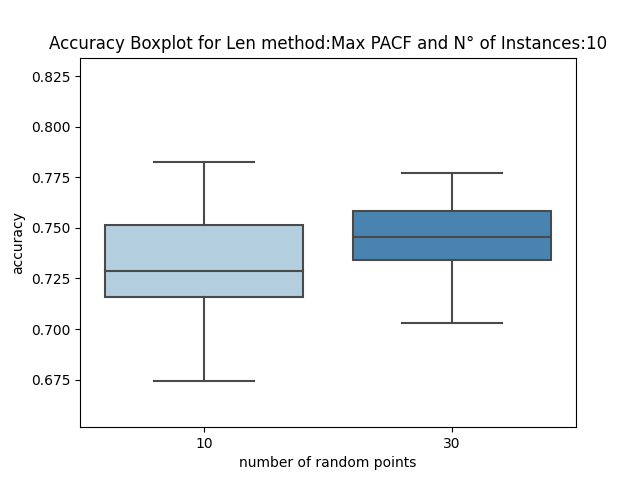 Accuracy Boxplot for Len method:Max PACF and N° of Instances:10
0.825
0.800
0.775
0.750
0.725
0.700
0.675
accuracy
10 30
number of random points